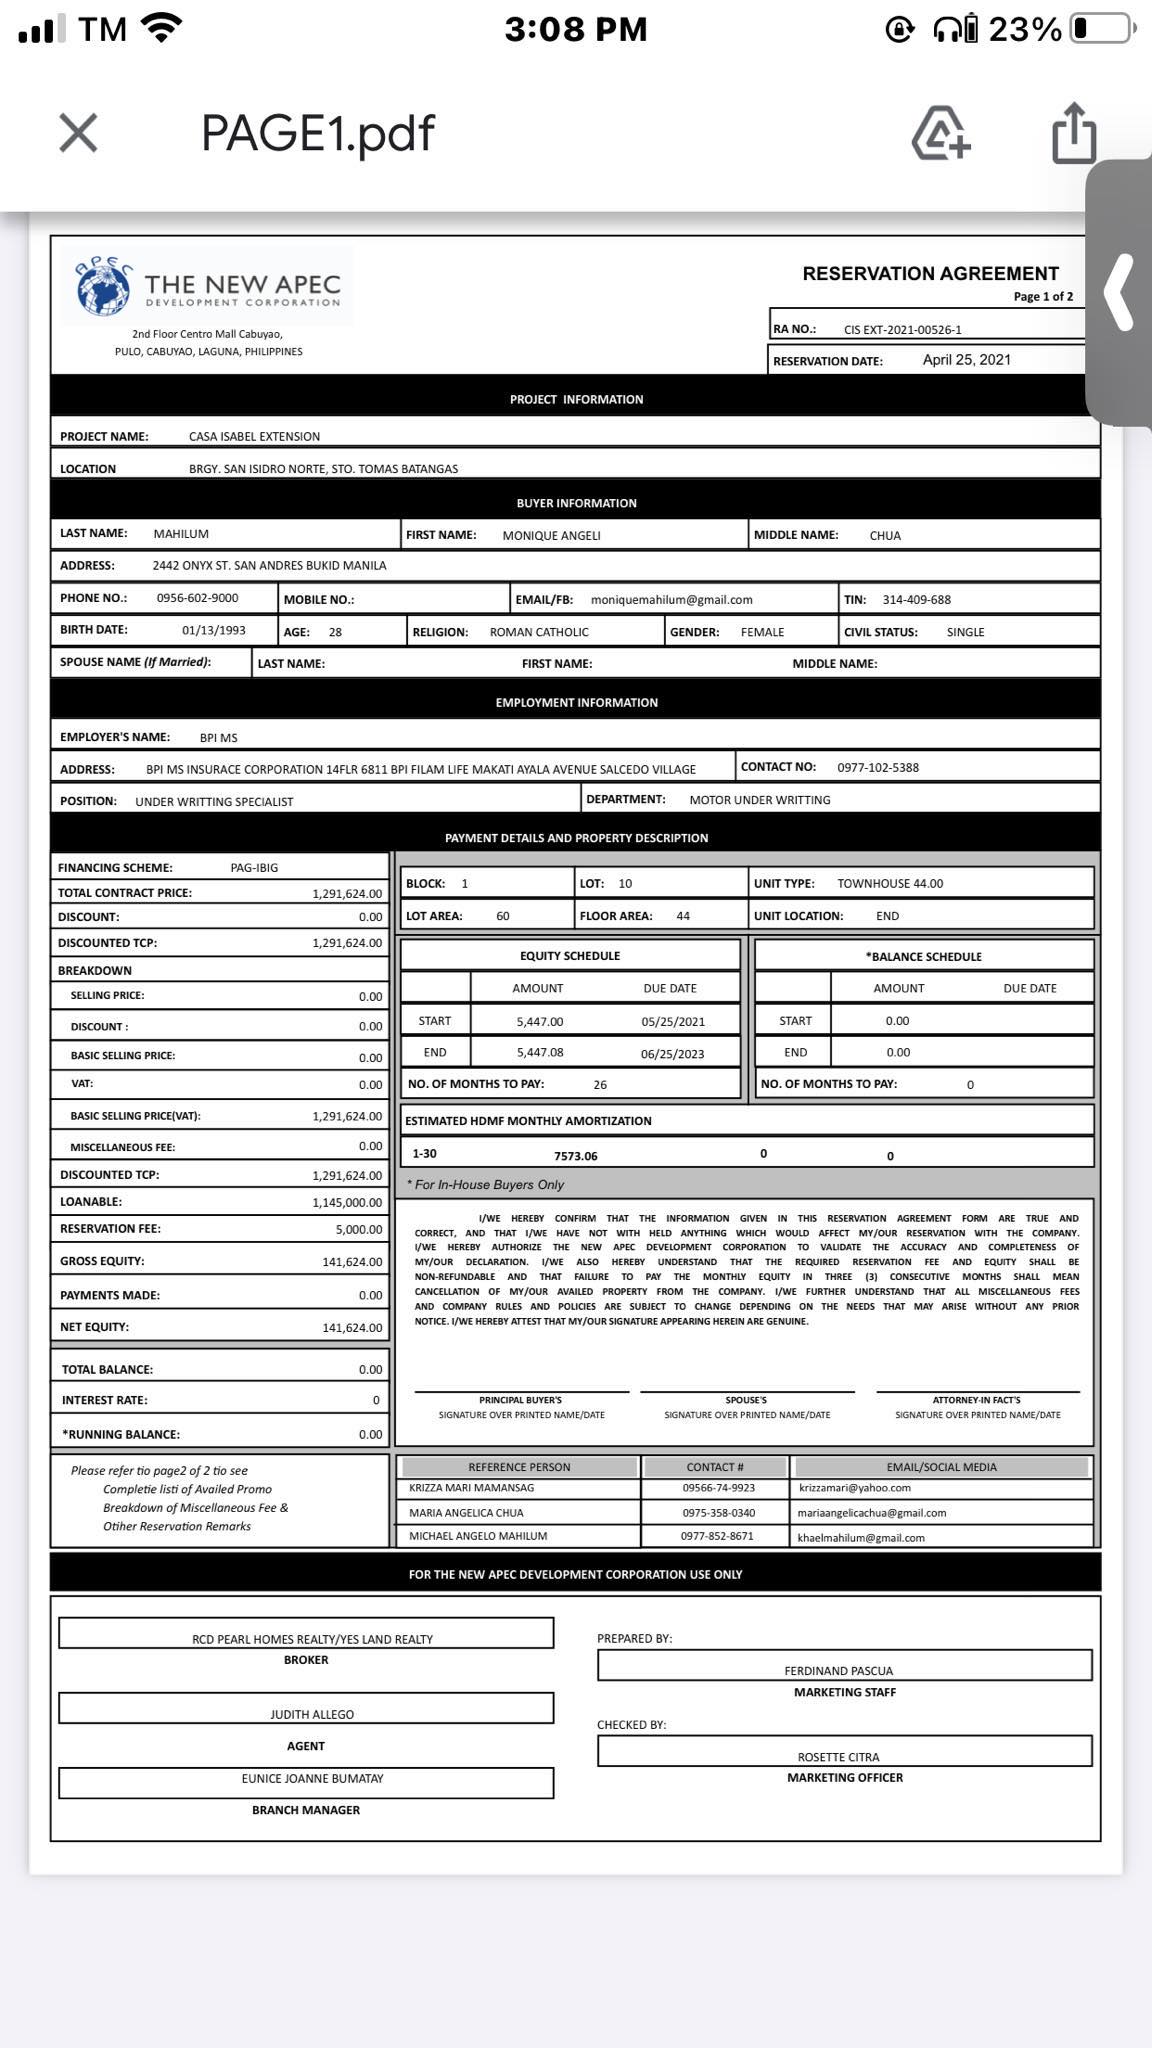 TM 3:08 PM 23%
PAGE1.pdf
APEC
THE NEW APEC
DEVELOPMENT CORPORATION
2nd Floor Centro Mall Cabuyao,
PULO, CABUYAO, LAGUNA, PHILIPPINES
RESERVATION AGREEMENT
Page 1 of 2
RA NO.: CIS EXT-2021-00526-1
RESERVATION DATE: April 25, 2021
PROJECT INFORMATION
PROJECT NAME: CASA ISABEL EXTENSION
LOCATION BRGY. SAN ISIDRO NORTE, STO. TOMAS BATANGAS
BUYER INFORMATION
LAST NAME: MAHILUM FIRST NAME: MONIQUE ANGELI MIDDLE NAME: CHUA
ADDRESS: 2442 ONYX ST. SAN ANDRES BUKID MANILA
PHONE NO.: 0956-602-9000 MOBILE NO.: EMAIL/FB: moniquemahilum@gmail.com TIN: 314-409-688
BIRTH DATE: 01/13/1993 AGE: 28 RELIGION: ROMAN CATHOLIC GENDER: FEMALE CIVIL STATUS: SINGLE
SPOUSE NAME (If Married): LAST NAME: FIRST NAME: MIDDLE NAME:
EMPLOYMENT INFORMATION
EMPLOYER'S NAME: BPI MS
ADDRESS: BPI MS INSURACE CORPORATION 14FLR 6811 BPI FILAM LIFE MAKATI AYALA AVENUE SALCEDO VILLAGE CONTACT NO: 0977-102-5388
POSITION: UNDER WRITTING SPECIALIST DEPARTMENT: MOTOR UNDER WRITTING
PAYMENT DETAILS AND PROPERTY DESCRIPTION
FINANCING SCHEME: PAG-IBIG
TOTAL CONTRACT PRICE: 1,291,624.00
DISCOUNT: 0.00
DISCOUNTED TCP: 1,291,624.00
BREAKDOWN
SELLING PRICE: 0.00
DISCOUNT : 0.00
BASIC SELLING PRICE: 0.00
VAT: 0.00
BASIC SELLING PRICE(VAT): 1,291,624.00
MISCELLANEOUS FEE: 0.00
DISCOUNTED TCP: 1,291,624.00
LOANABLE: 1,145,000.00
RESERVATION FEE: 5,000.00
GROSS EQUITY: 141,624.00
PAYMENTS MADE: 0.00
NET EQUITY: 141,624.00
TOTAL BALANCE: 0.00
INTEREST RATE: 0
*RUNNING BALANCE: 0.00
Please refer tio page2 of 2 tio see
Completie listi of Availed Promo
Breakdown of Miscellaneous Fee &
Otiher Reservation Remarks
BLOCK: 1 LOT: 10 UNIT TYPE: TOWNHOUSE 44.00
LOT AREA: 60 FLOOR AREA: 44 UNIT LOCATION: END
EQUITY SCHEDULE
AMOUNT DUE DATE
START 5,447.00 05/25/2021
END 5,447.08 06/25/2023
NO. OF MONTHS TO PAY: 26
*BALANCE SCHEDULE
AMOUNT DUE DATE
START 0.00
END 0.00
NO. OF MONTHS TO PAY: 0
ESTIMATED HDMF MONTHLY AMORTIZATION
1-30 7573.06 0 0
* For In-House Buyers Only
I/WE HEREBY CONFIRM THAT THE INFORMATION GIVEN IN THIS RESERVATION AGREEMENT FORM ARE TRUE AND
CORRECT, AND THAT I/WE HAVE NOT WITH HELD ANYTHING WHICH WOULD AFFECT MY/OUR RESERVATION WITH THE COMPANY.
I/WE HEREBY AUTHORIZE THE NEW APEC DEVELOPMENT CORPORATION TO VALIDATE THE ACCURACY AND COMPLETENESS OF
MY/OUR DECLARATION. I/WE ALSO HEREBY UNDERSTAND THAT THE REQUIRED RESERVATION FEE AND EQUITY SHALL BE
NON-REFUNDABLE AND THAT FAILURE TO PAY THE MONTHLY EQUITY IN THREE (3) CONSECUTIVE MONTHS SHALL MEAN
CANCELLATION OF MY/OUR AVAILED PROPERTY FROM THE COMPANY. I/WE FURTHER UNDERSTAND THAT ALL MISCELLANEOUS FEES
AND COMPANY RULES AND POLICIES ARE SUBJECT TO CHANGE DEPENDING ON THE NEEDS THAT MAY ARISE WITHOUT ANY PRIOR
NOTICE. I/WE HEREBY ATTEST THAT MY/OUR SIGNATURE APPEARING HEREIN ARE GENUINE.
PRINCIPAL BUYER'S SPOUSE'S ATTORNEY-IN FACT'S
SIGNATURE OVER PRINTED NAME/DATE SIGNATURE OVER PRINTED NAME/DATE SIGNATURE OVER PRINTED NAME/DATE
REFERENCE PERSON CONTACT # EMAIL/SOCIAL MEDIA
KRIZZA MARI MAMANSAG 09566-74-9923 krizzamari@yahoo.com
MARIA ANGELICA CHUA 0975-358-0340 mariaangelicachua@gmail.com
MICHAEL ANGELO MAHILUM 0977-852-8671 khaelmahilum@gmail.com
FOR THE NEW APEC DEVELOPMENT CORPORATION USE ONLY
RCD PEARL HOMES REALTY/YES LAND REALTY
BROKER
JUDITH ALLEGO
AGENT
EUNICE JOANNE BUMATAY
BRANCH MANAGER
PREPARED BY:
FERDINAND PASCUA
MARKETING STAFF
CHECKED BY:
ROSETTE CITRA
MARKETING OFFICER